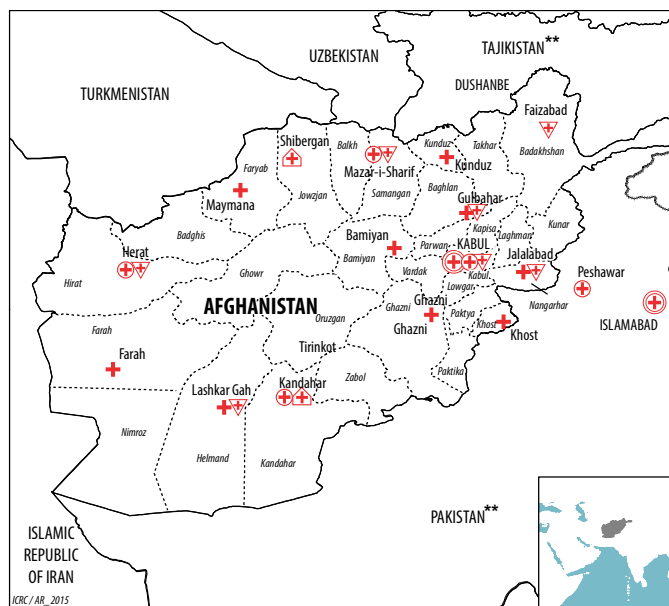 UZBEKISTAN
TAJIKISTAN**
DUSHANBE
TURKMENISTAN
Faizabad
Badakhshan
Shibergan
Balkh
Kunduz
Takhar
Mazar-i-Sharif
Kunduz
Faryab
Jowzjan
Samangan
Baghlan
Maymana
Gulbahar
Kapisa
Kunar
Badghis
Bamiyan
Parwan
KABUL
Laghman
Herat
Bamiyan
Vardak
Kabul
Jalalabad
Hirat
Ghowr
Lowgar
Peshawar
Nangarhar
AFGHANISTAN
Ghazni
Ghazni
Paktya
ISLAMABAD
Oruzgan
Ghazni
Khost
Khost
Farah
Tirinkot
Farah
Paktika
Lashkar Gah
Kandahar
Zabol
Nimroz
Helmand
Kandahar
PAKISTAN**
ISLAMIC
REPUBLIC
OF IRAN
ICRC / AR_2015